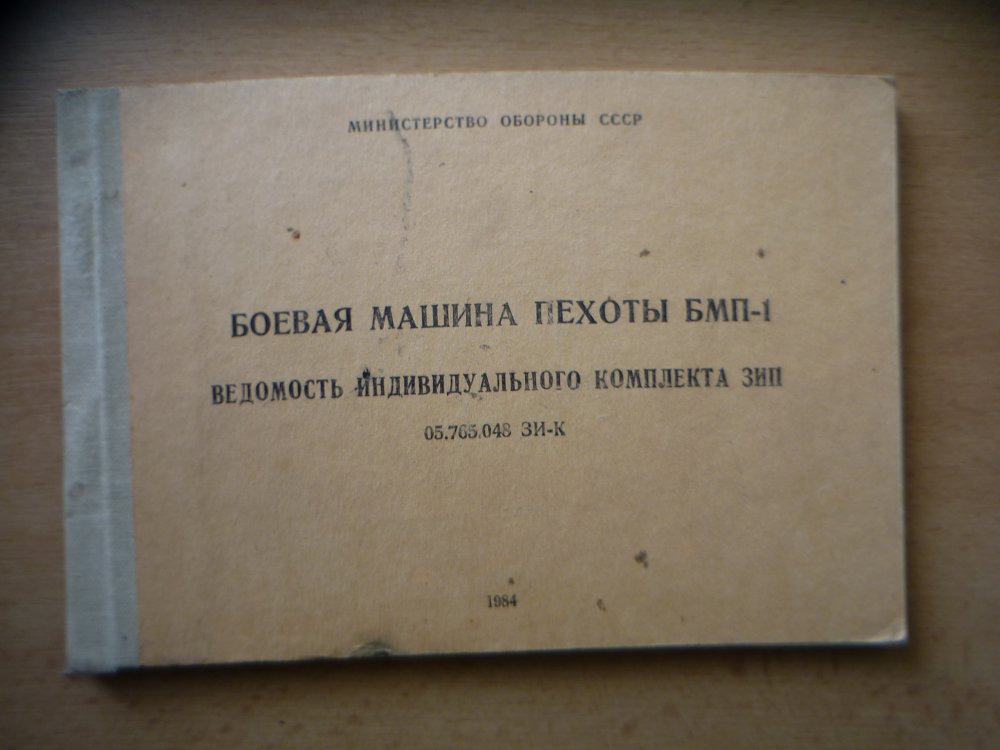 МИНИСТЕРСТВО ОБОРОНЫ СССР
БОЕВАЯ МАШИНА ПЕХОТЫ БМП-1
ВЕДОМОСТЬ ИНДИВИДУАЛЬНОГО КОМПЛЕКТА ЗИП
05.765.048 ЗИ-К
1984